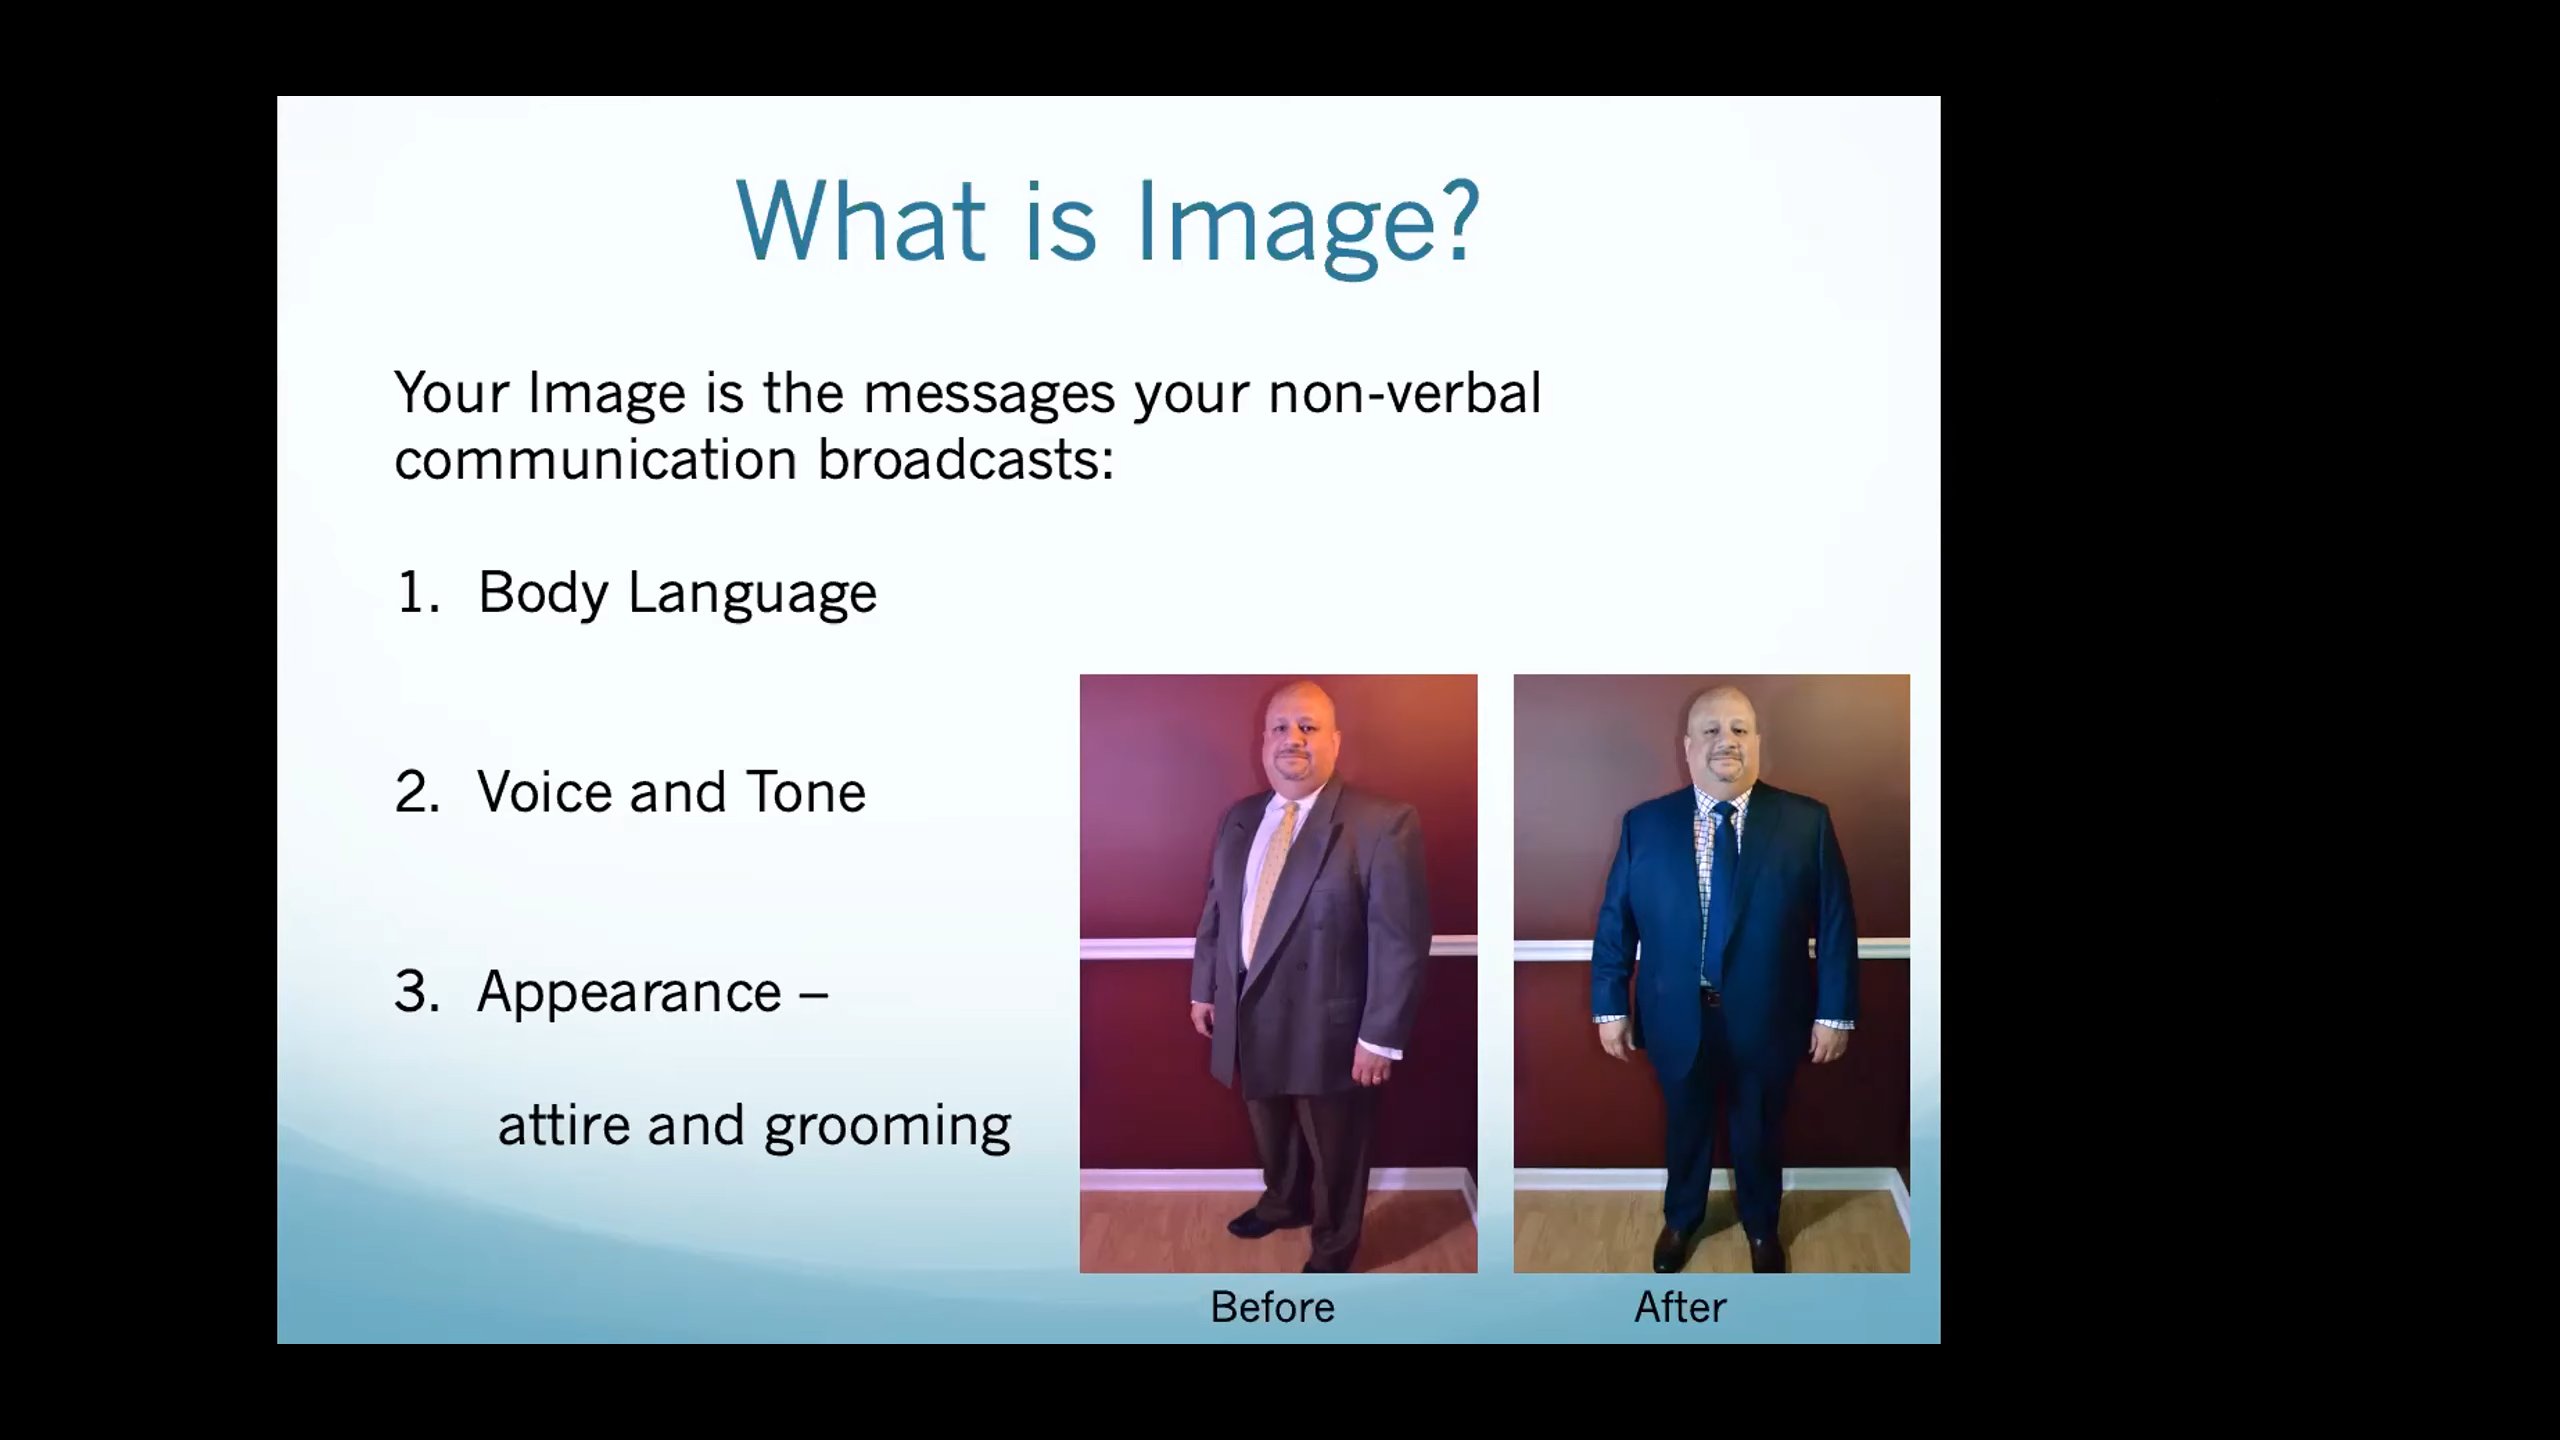 What is Image?
Your Image is the messages your non-verbal
communication broadcasts:
1. Body Language
2. Voice and Tone
3. Appearance –
attire and grooming
Before
After